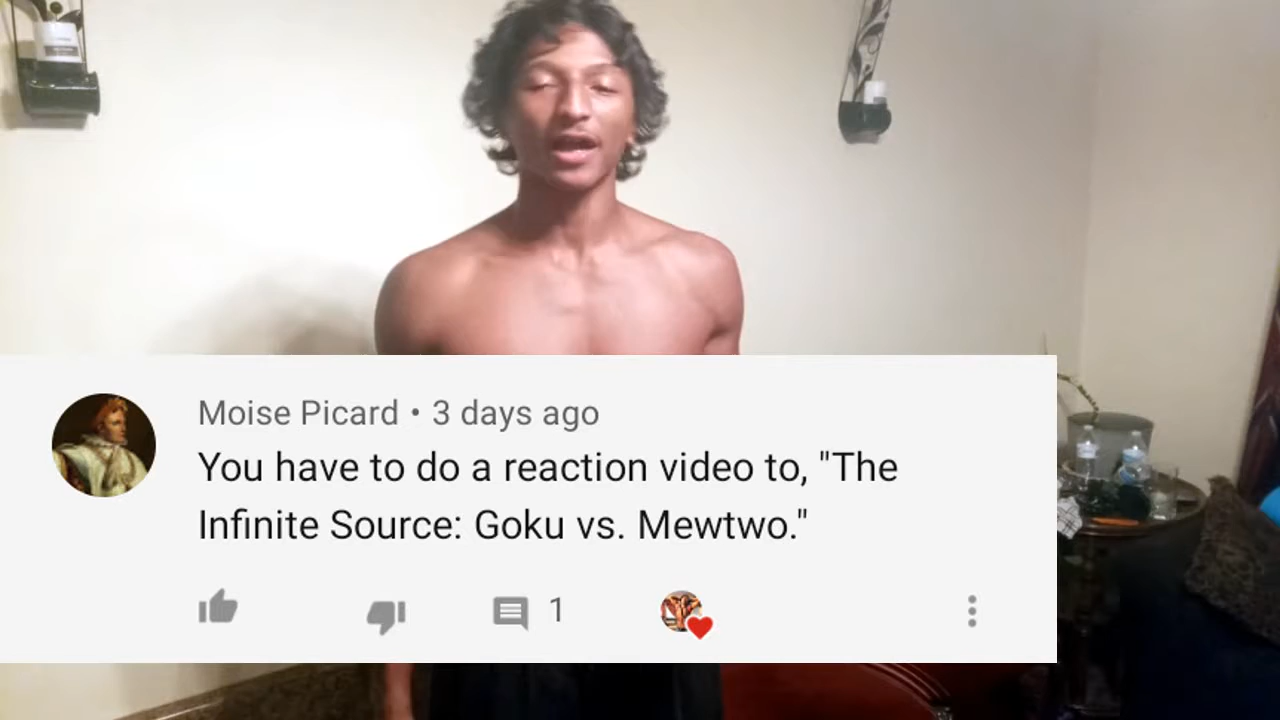 Moise Picard • 3 days ago
You have to do a reaction video to, "The
Infinite Source: Goku vs. Mewtwo."
1